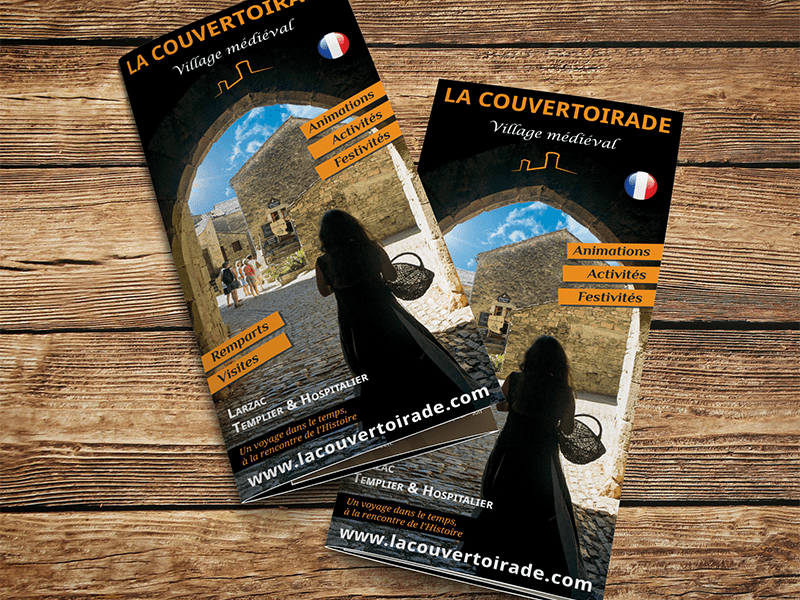 LA COUVERTOIRA
Village médiéval
Animations
Activités
Festivités
Remparts
Visites
Larzac
Templier & Hospitalier
Un voyage dans le temps,
à la rencontre de l'Histoire
www.lacouvertoirade.com
LA COUVERTOIRADE
Village médiéval
Animations
Activités
Festivités
Templier & Hospitalier
Un voyage dans le temps,
à la rencontre de l'Histoire
www.lacouvertoirade.com